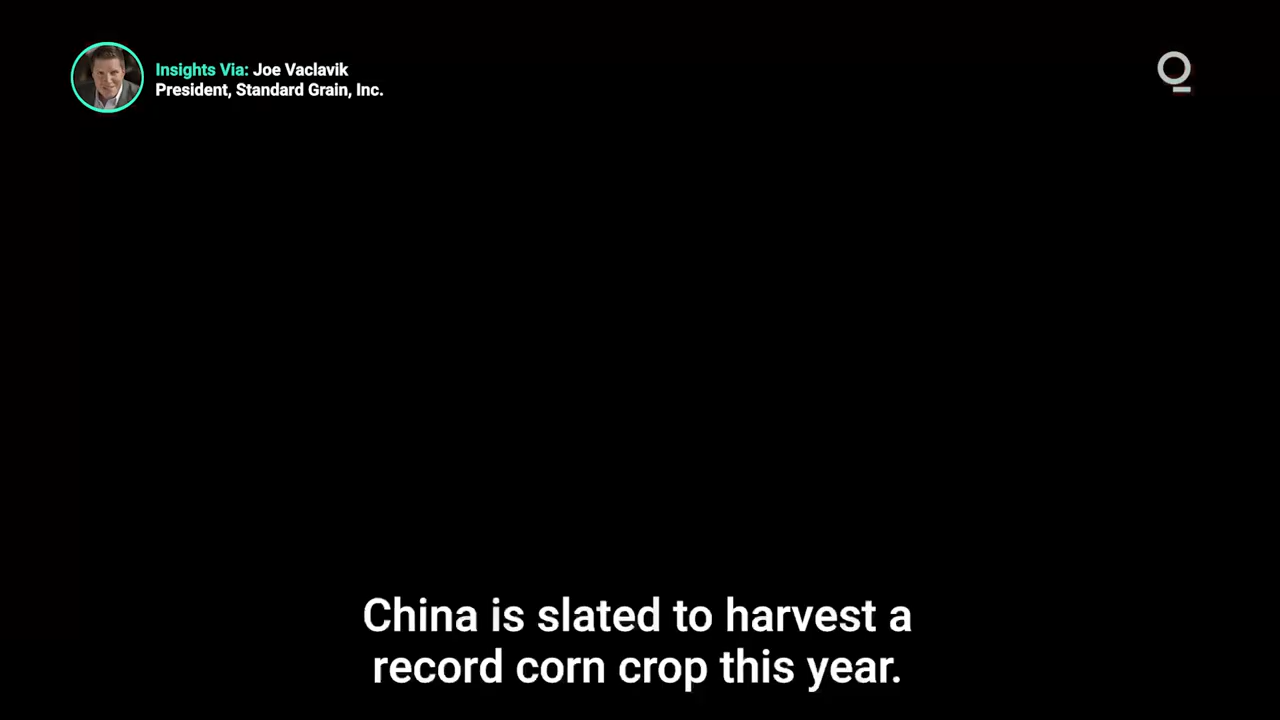 Insights Via: Joe Vaclavik
President, Standard Grain, Inc.
China is slated to harvest a
record corn crop this year.